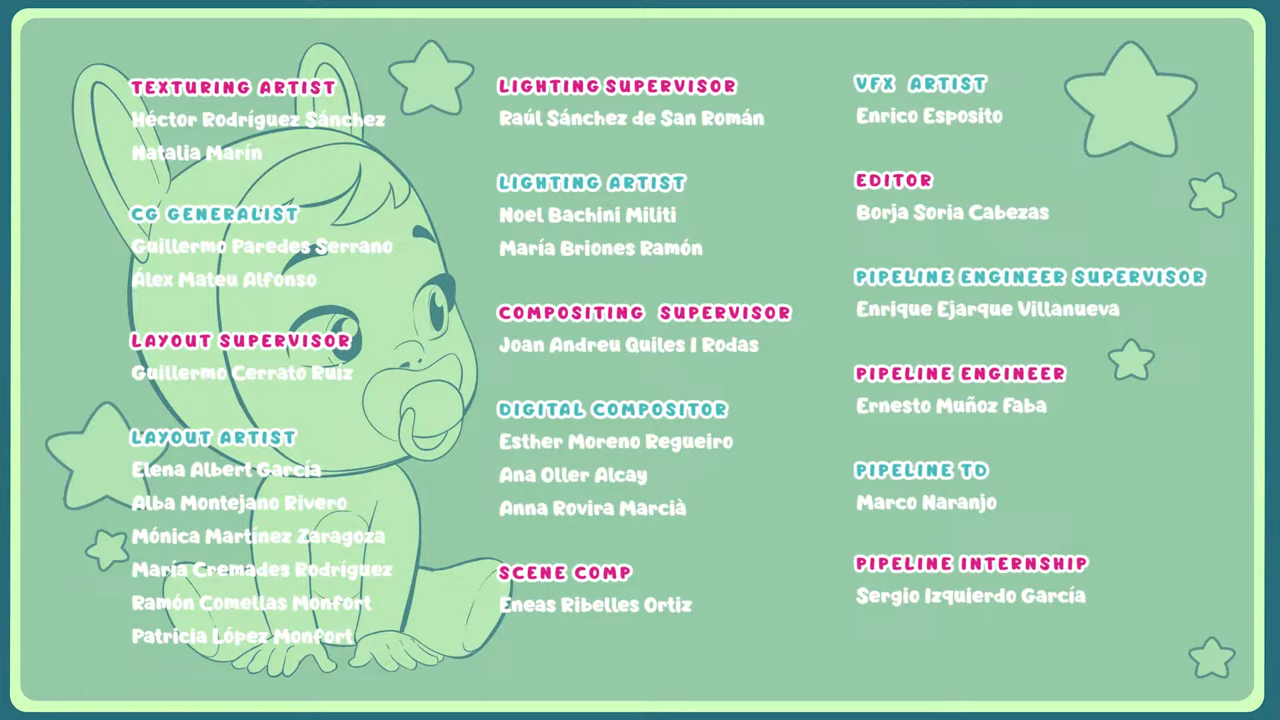 TEXTURING ARTIST
Héctor Rodríguez Sánchez
Natalia Marín
CG GENERALIST
Guillermo Paredes Serrano
Álex Mateu Alfonso
LAYOUT SUPERVISOR
Guillermo Cerrato Ruiz
LAYOUT ARTIST
Elena Albert García
Alba Montejano Rivero
Mónica Martínez Zaragoza
María Cremades Rodríguez
Ramón Comellas Monfort
Patricia López Monfort
LIGHTING SUPERVISOR
Raúl Sánchez de San Román
LIGHTING ARTIST
Noel Bachini Militi
María Briones Ramón
COMPOSITING SUPERVISOR
Joan Andreu Quiles I Rodas
DIGITAL COMPOSITOR
Esther Moreno Regueiro
Ana Oller Alcay
Anna Rovira Marcià
SCENE COMP
Eneas Ribelles Ortiz
VFX ARTIST
Enrico Esposito
EDITOR
Borja Soria Cabezas
PIPELINE ENGINEER SUPERVISOR
Enrique Ejarque Villanueva
PIPELINE ENGINEER
Ernesto Muñoz Faba
PIPELINE TD
Marco Naranjo
PIPELINE INTERNSHIP
Sergio Izquierdo García